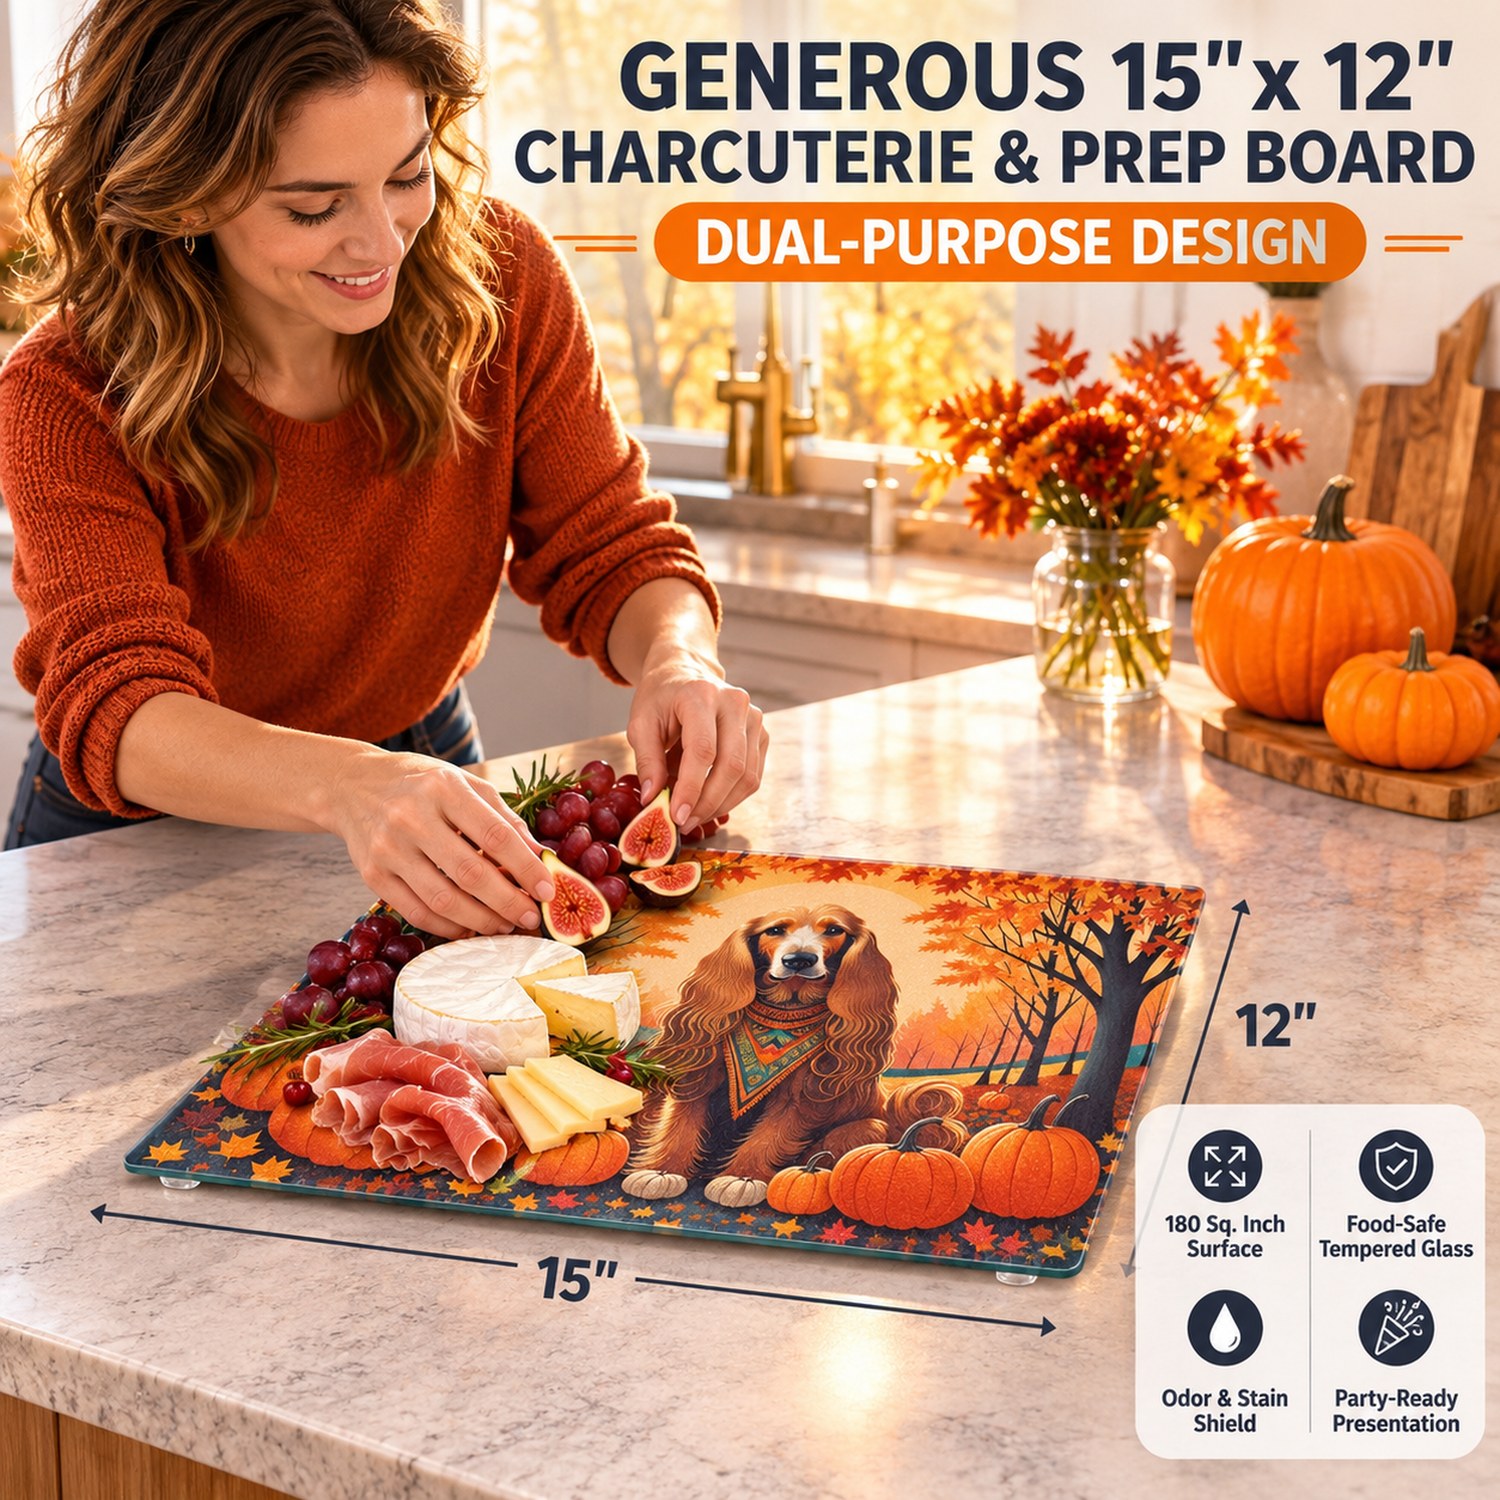 GENEROUS 15" x 12"
CHARCUTERIE & PREP BOARD
DUAL-PURPOSE DESIGN
12"
15"
180 Sq. Inch
Surface
Food-Safe
Tempered Glass
Odor & Stain
Shield
Party-Ready
Presentation